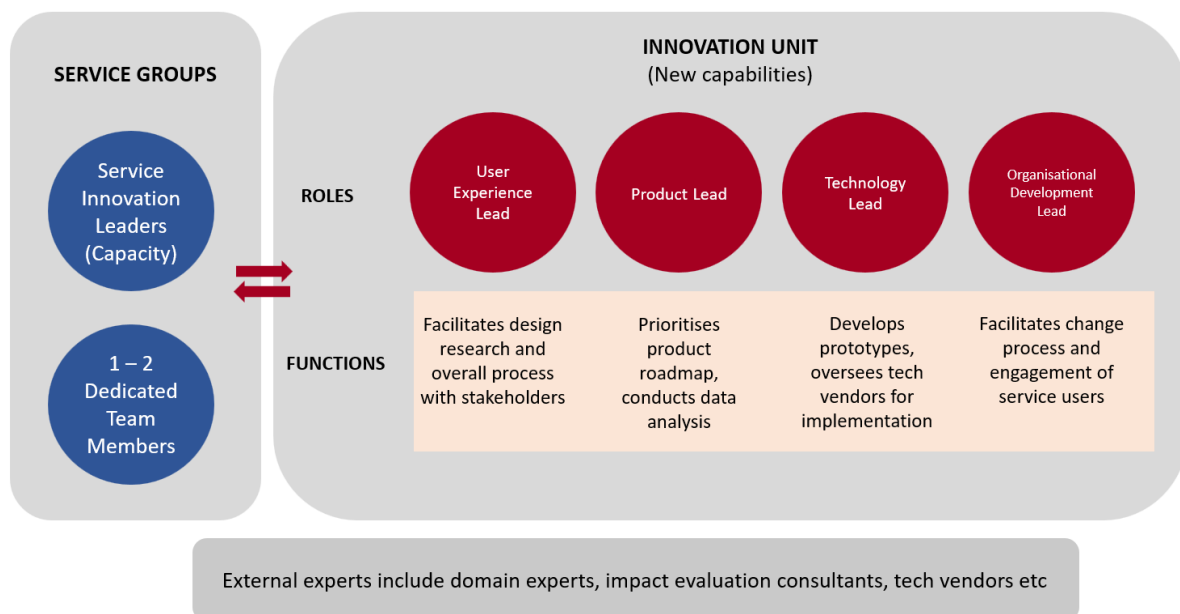 SERVICE GROUPS
Service
Innovation
Leaders
(Capacity)
1 – 2
Dedicated
Team
Members
INNOVATION UNIT
(New capabilities)
ROLES
User
Experience
Lead
Product Lead
Technology
Lead
Organisational
Development
Lead
FUNCTIONS
Facilitates design
research and
overall process
with stakeholders
Prioritises
product
roadmap,
conducts data
analysis
Develops
prototypes,
oversees tech
vendors for
implementation
Facilitates change
process and
engagement of
service users
External experts include domain experts, impact evaluation consultants, tech vendors etc